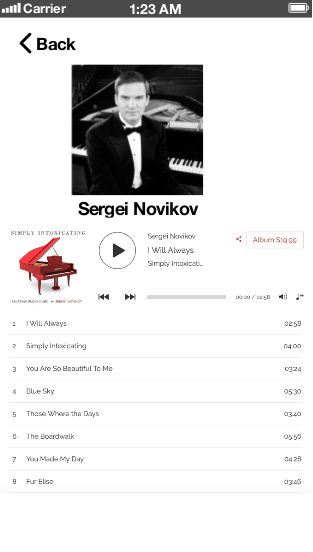 Carrier 1:23 AM
Back
Sergei Novikov
SIMPLY INTOXICATING
Sergei Novikov
I Will Always
Simply Intoxicati...
Album $19.99
00:00 / 02:58
1 I Will Always 02:58
2 Simply Intoxicating 04:00
3 You Are So Beautiful To Me 03:24
4 Blue Sky 05:30
5 Those Where the Days 03:40
6 The Boardwalk 05:56
7 You Made My Day 04:28
8 Fur Elise 03:46